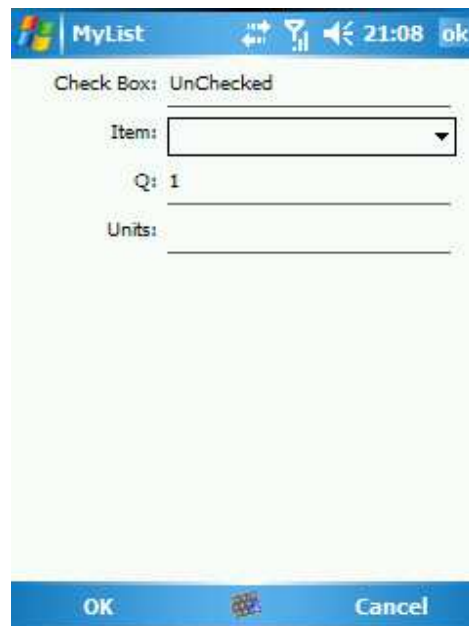 MyList 21:08 ok
Check Box: UnChecked
Item:
Q: 1
Units:
OK Cancel